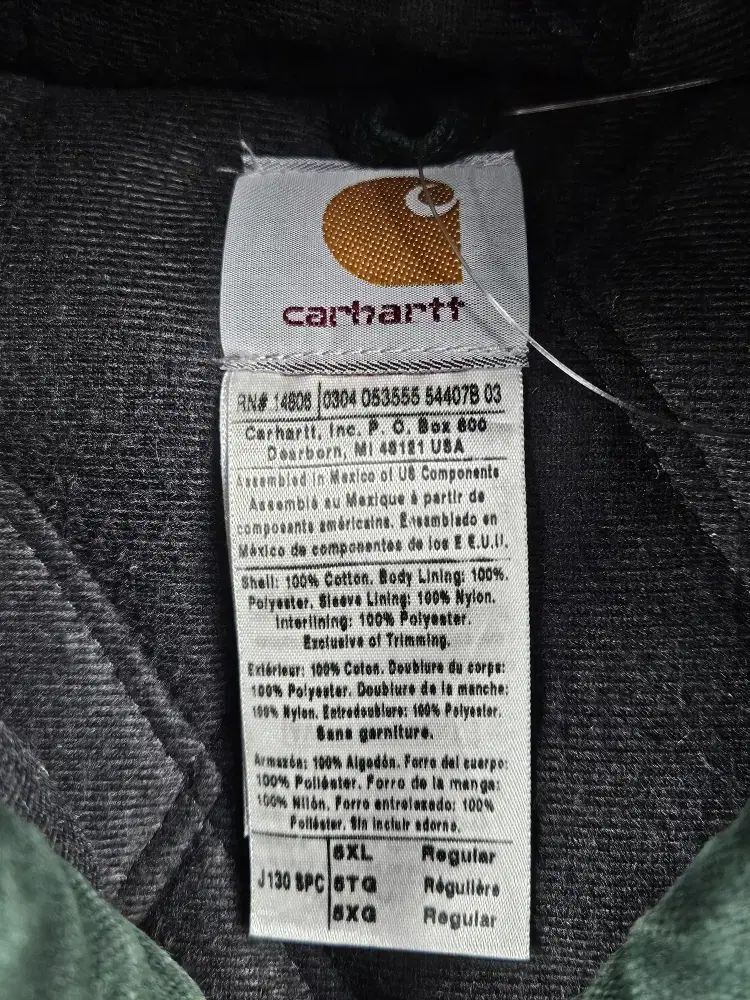 carhartt
RN# 14806 0304 053555 54407B 03
Carhartt, Inc. P. O. Box 600
Dearborn, MI 48121 USA
Assembled in Mexico of US Components
Assemblé au Mexique à partir de
composants américains. Ensamblado en
México de componentes de los E E.U.U.
Shell: 100% Cotton. Body Lining: 100%.
Polyester. Sleeve Lining: 100% Nylon.
Interlining: 100% Polyester.
Exclusive of Trimming.
Extérieur: 100% Coton. Doublure du corps:
100% Polyester. Doublure de la manche:
100% Nylon. Entredoublure: 100% Polyester.
Sans garniture.
Armazón: 100% Algodón. Forro del cuerpo:
100% Poliéster. Forro de la manga:
100% Nilón. Forro entrelazado: 100%
Poliéster. Sin incluir adorno.
J130 SPC
Regular
Régulière
Regular